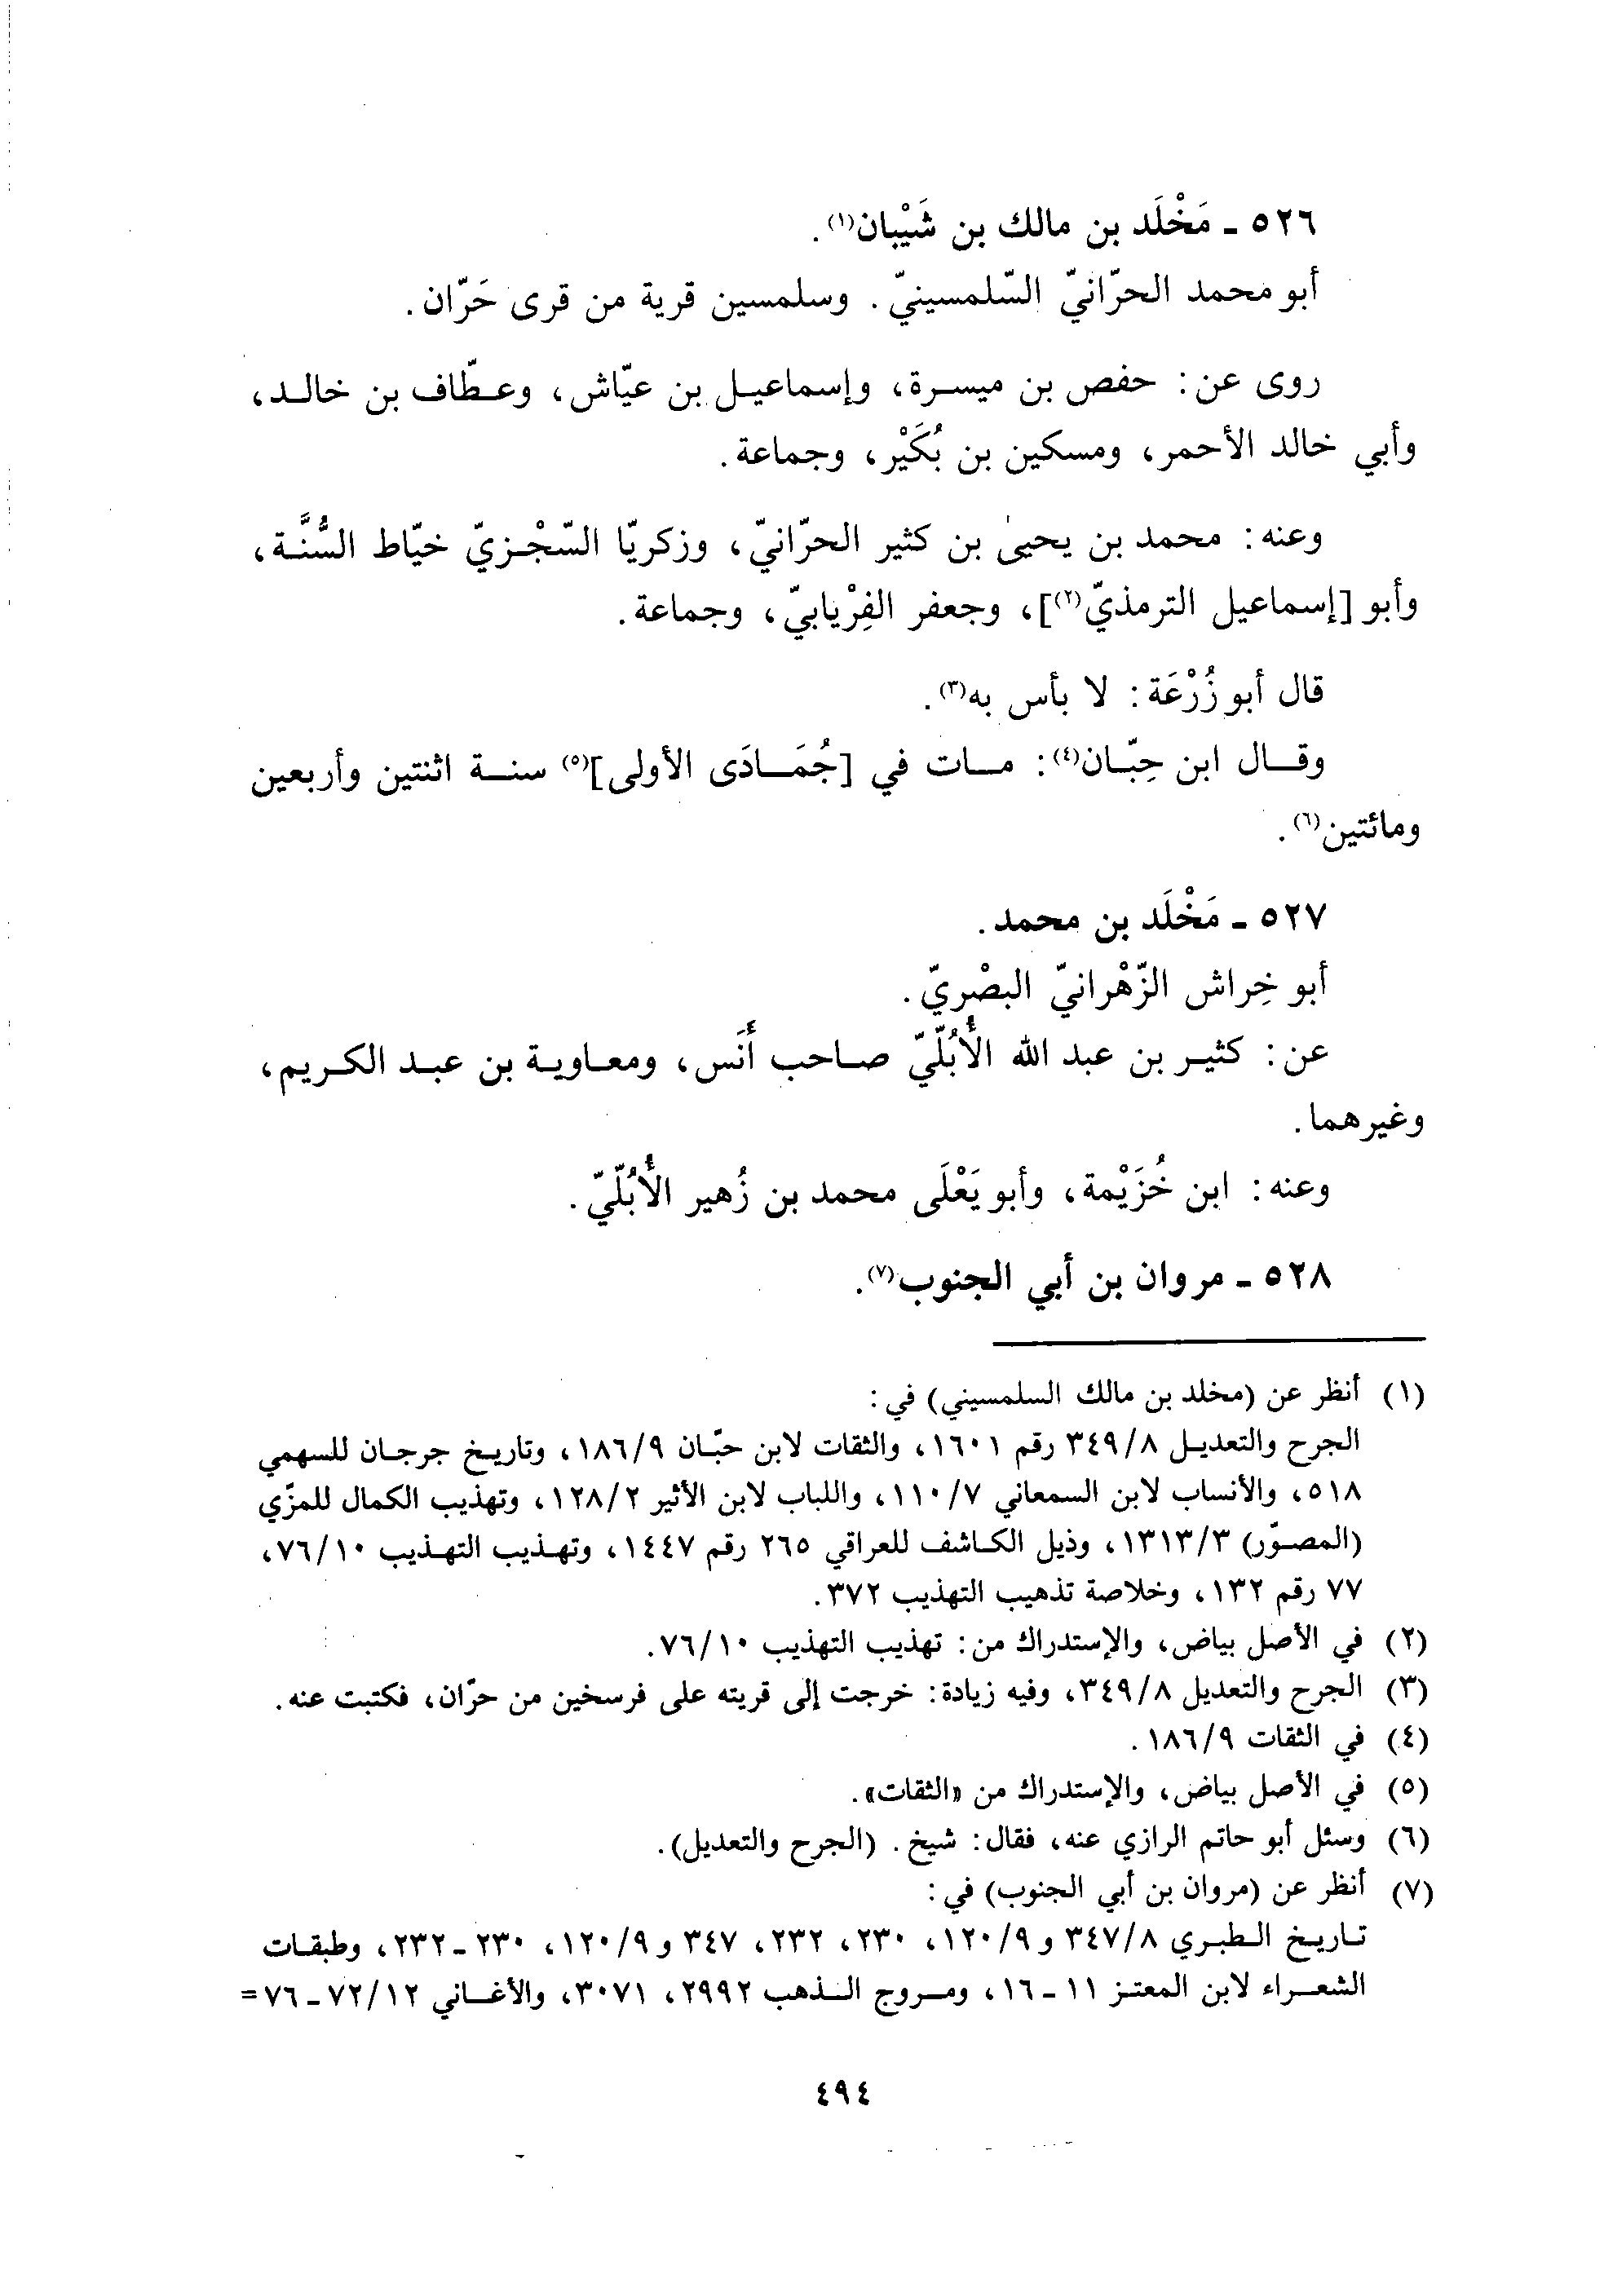 ٥٢٦ - مَخْلَد بن مالك بن شَيْبان(١).
أبو محمد الحرّانيّ السّلمسينيّ. وسلمسين قرية من قرى حَرّان.
روى عن: حفص بن ميسرة، وإسماعيل بن عيّاش، وعطّاف بن خالد،
وأبي خالد الأحمر، ومسكين بن بُكَيْر، وجماعة.
وعنه: محمد بن يحيىٰ بن كثير الحرّانيّ، وزكريّا السّجْزيّ خيّاط السُّنَّة،
وأبو [إسماعيل الترمذيّ(٢)]، وجعفر الفِرْيابيّ، وجماعة.
قال أبو زُرْعَة: لا بأس به(٣).
وقال ابن حِبّان(٤): مات في [جُمَادَى الأولى](٥) سنة اثنتين وأربعين
ومائتين(٦).
٥٢٧ - مَخْلَد بن محمد.
أبو خِراش الزّهْرانيّ البصْريّ.
عن: كثير بن عبد الله الأُبُلّيّ صاحب أَنَس، ومعاوية بن عبد الكريم،
وغيرهما.
وعنه: ابن خُزَيْمة، وأبو يَعْلَى محمد بن زُهير الأُبُلّيّ.
٥٢٨ - مروان بن أبي الجنوب(٧).
(١) أنظر عن (مخلد بن مالك السلمسيني) في:
الجرح والتعديل ٣٤٩/٨ رقم ١٦٠١، والثقات لابن حبّان ١٨٦/٩، وتاريخ جرجان للسهمي
٥١٨، والأنساب لابن السمعاني ١١٠/٧، واللباب لابن الأثير ١٢٨/٢، وتهذيب الكمال للمزّي
(المصوّر) ١٣١٣/٣، وذيل الكاشف للعراقي ٢٦٥ رقم ١٤٤٧، وتهذيب التهذيب ٧٦/١٠،
٧٧ رقم ١٣٢، وخلاصة تذهيب التهذيب ٣٧٢.
(٢) في الأصل بياض، والإستدراك من: تهذيب التهذيب ٧٦/١٠.
(٣) الجرح والتعديل ٣٤٩/٨، وفيه زيادة: خرجت إلى قريته على فرسخين من حرّان، فكتبت عنه.
(٤) في الثقات ١٨٦/٩.
(٥) في الأصل بياض، والإستدراك من «الثقات».
(٦) وسئل أبو حاتم الرازي عنه، فقال: شيخ. (الجرح والتعديل).
(٧) أنظر عن (مروان بن أبي الجنوب) في:
تاريخ الطبري ٣٤٧/٨ و ١٢٠/٩، ٢٣٠، ٢٣٢، ٣٤٧ و ١٢٠/٩، ٢٣٠ - ٢٣٢، وطبقات
الشعراء لابن المعتز ١١ - ١٦، ومروج الذهب ٢٩٩٢، ٣٠٧١، والأغاني ٧٢/١٢ - ٧٦ =
٤٩٤